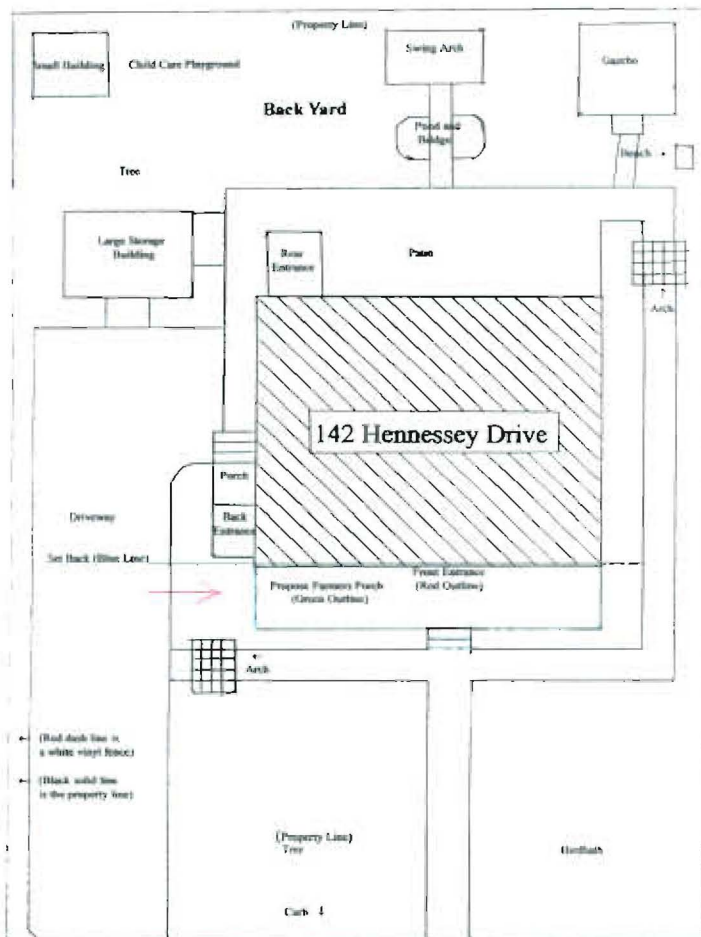 (Property Line)
Small Building
Child Care Playground
Swing Arch
Gazebo
Back Yard
Pond and
Bridge
Bench
Tree
Large Storage
Building
Rear
Entrance
Patio
Arch
142 Hennessey Drive
Porch
Back
Entrance
Driveway
Set Back (Blue Line)
Propose Farmers Porch
(Green Outline)
Front Entrance
(Red Outline)
Arch
(Red dash line is
a white vinyl fence)
(Black solid line
is the property line)
(Property Line)
Tree
Birdbath
Curb